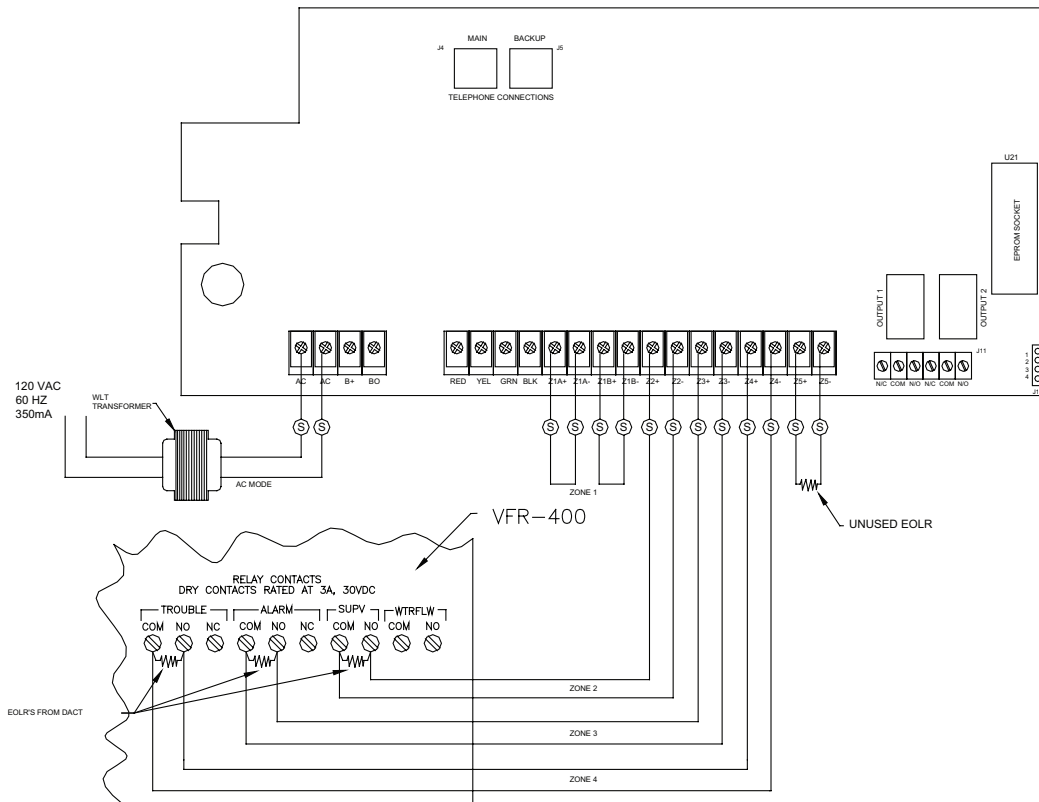 MAIN BACKUP
J4 J5
TELEPHONE CONNECTIONS
U21
EPROM SOCKET
OUTPUT 1
OUTPUT 2
J11
N/C COM N/O N/C COM N/O
1
2
3
4
J1
AC AC B+ BO
RED YEL GRN BLK Z1A+ Z1A- Z1B+ Z1B- Z2+ Z2- Z3+ Z3- Z4+ Z4- Z5+ Z5-
120 VAC
60 HZ
350mA
WLT
TRANSFORMER
S S S S S S S S S S S S S S
AC MODE
ZONE 1
UNUSED EOLR
VFR-400
RELAY CONTACTS
DRY CONTACTS RATED AT 3A, 30VDC
TROUBLE ALARM SUPV WTRFLW
COM NO NC COM NO NC COM NO COM NO
ZONE 2
EOLR'S FROM DACT
ZONE 3
ZONE 4